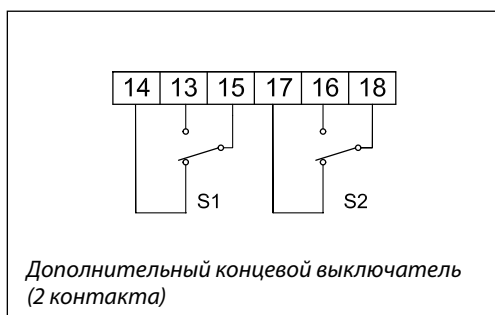 14 13 15 17 16 18
S1 S2
Дополнительный концевой выключатель
(2 контакта)